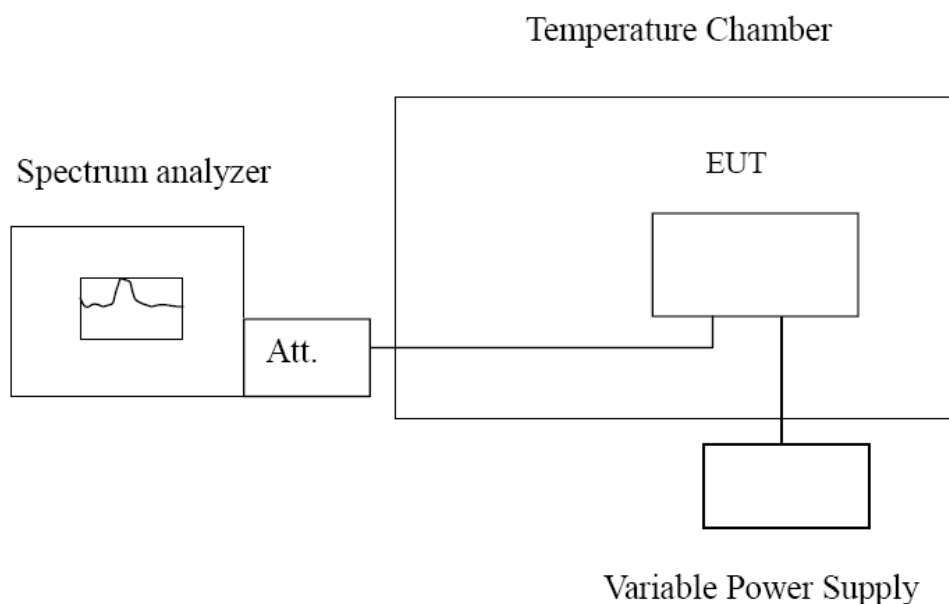 Temperature Chamber
Spectrum analyzer
EUT
Att.
Variable Power Supply